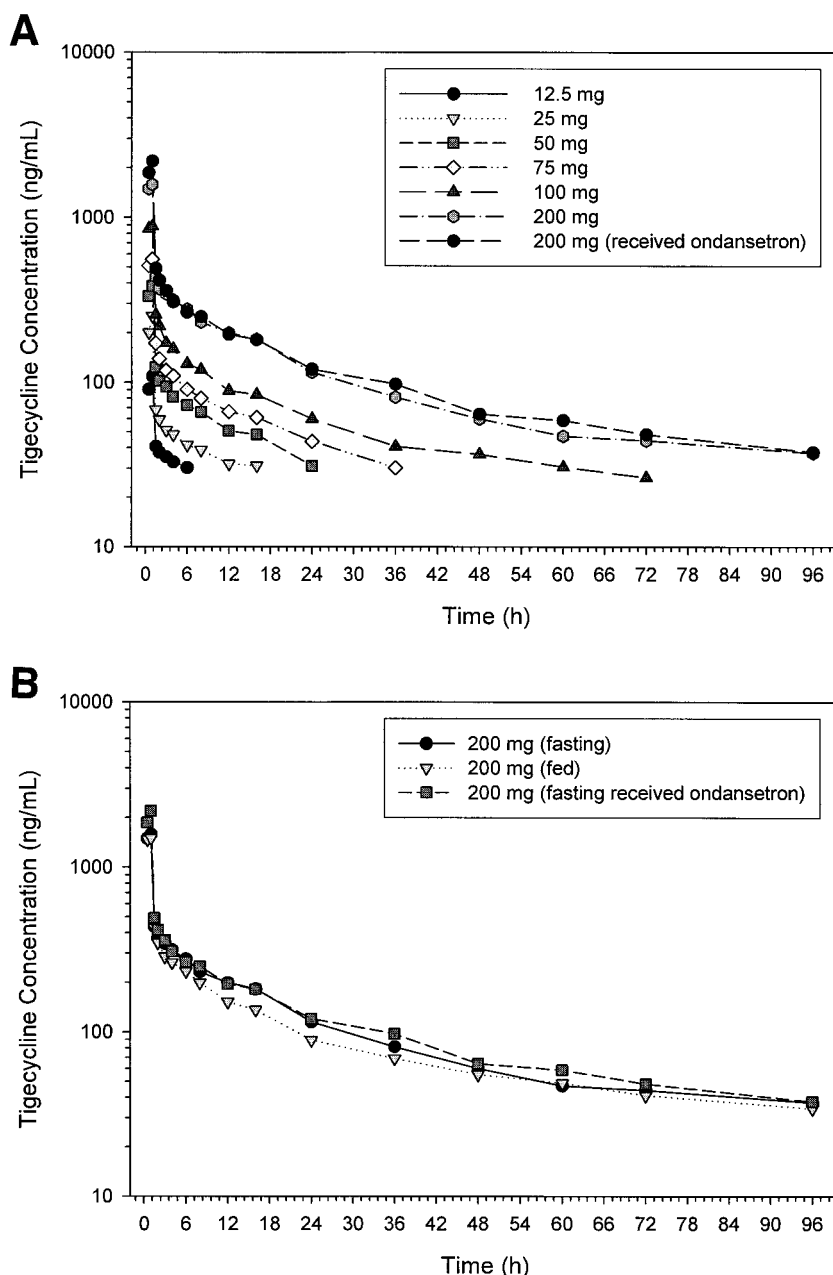 A
10000
1000
100
10
Tigecycline Concentration (ng/mL)
12.5 mg
25 mg
50 mg
75 mg
100 mg
200 mg
200 mg (received ondansetron)
0 6 12 18 24 30 36 42 48 54 60 66 72 78 84 90 96
Time (h)
B
10000
1000
100
10
Tigecycline Concentration (ng/mL)
200 mg (fasting)
200 mg (fed)
200 mg (fasting received ondansetron)
0 6 12 18 24 30 36 42 48 54 60 66 72 78 84 90 96
Time (h)